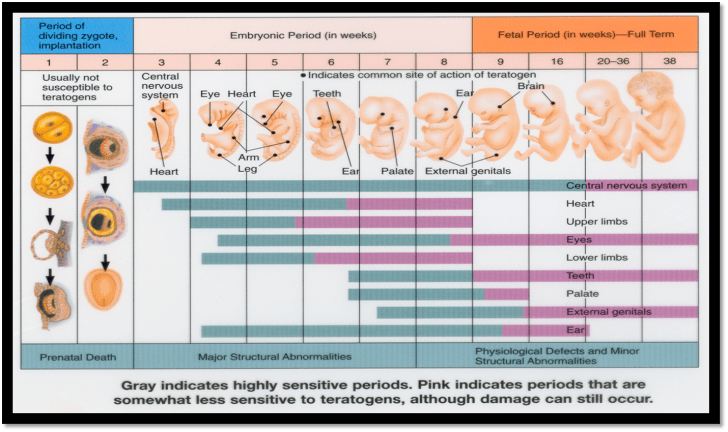 Period of
dividing zygote,
implantation
Embryonic Period (in weeks)
Fetal Period (in weeks)—Full Term
1 2 3 4 5 6 7 8 9 16 20–36 38
Usually not
susceptible to
teratogens
Central
nervous
system
•Indicates common site of action of teratogen
Eye Heart Eye Teeth Ear Brain
Arm
Heart Leg Ear Palate External genitals
Central nervous system
Heart
Upper limbs
Eyes
Lower limbs
Teeth
Palate
External genitals
Ear
Prenatal Death
Major Structural Abnormalities
Physiological Defects and Minor
Structural Abnormalities
Gray indicates highly sensitive periods. Pink indicates periods that are
somewhat less sensitive to teratogens, although damage can still occur.